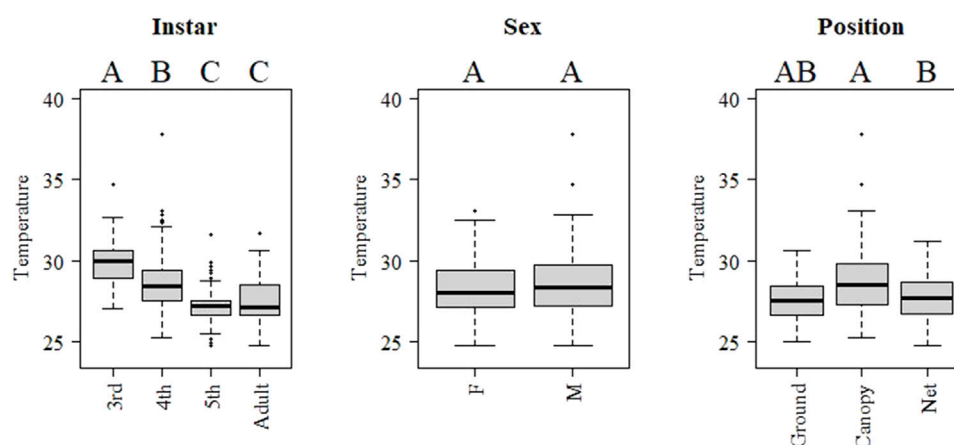 Instar
A B C C
Temperature
40
35
30
25
3rd
4th
5th
Adult
Sex
A A
Temperature
40
35
30
25
F
M
Position
AB A B
Temperature
40
35
30
25
Ground
Canopy
Net